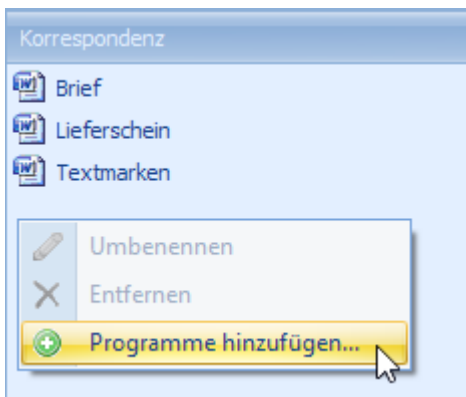 Korrespondenz
Brief
Lieferschein
Textmarken
Umbenennen
Entfernen
Programme hinzufügen...